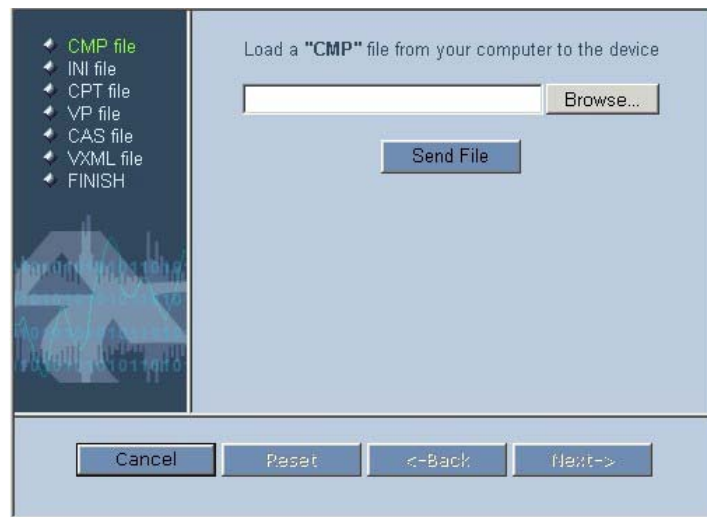 CMP file
INI file
CPT file
VP file
CAS file
VXML file
FINISH
Load a "CMP" file from your computer to the device
Browse...
Send File
Cancel
Reset
<-Back
Next->